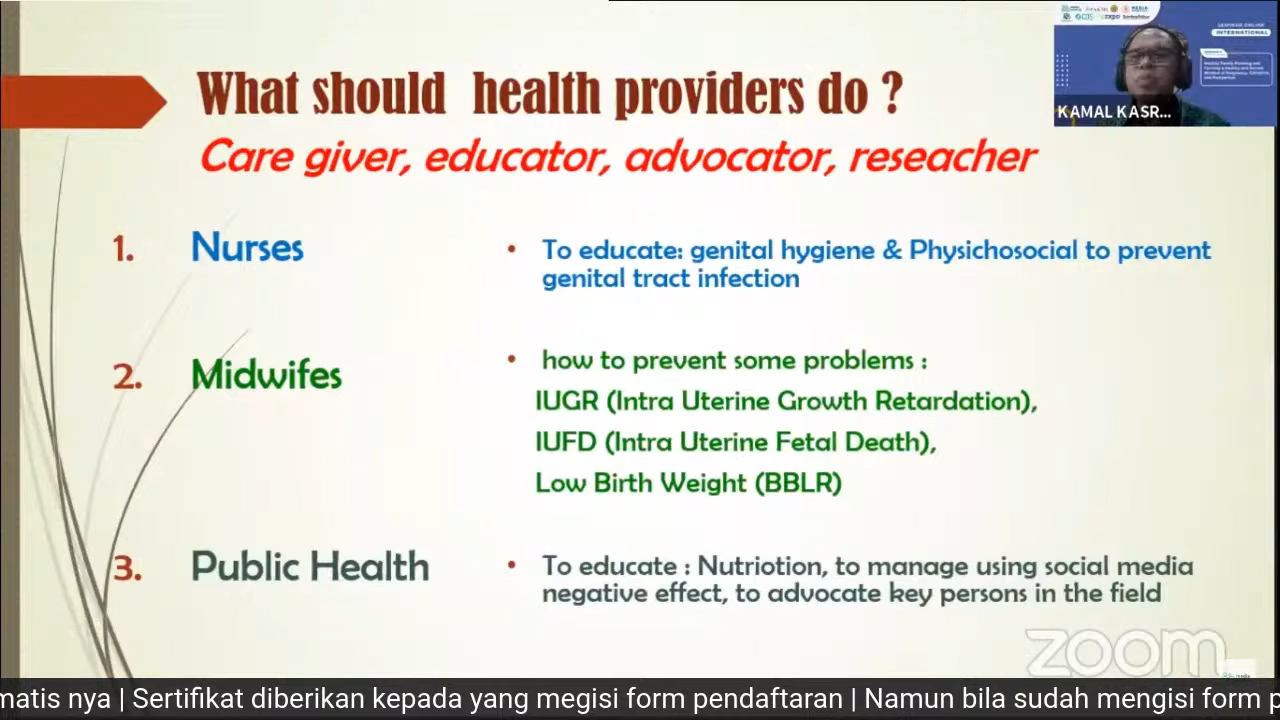 What should health providers do ?
Care giver, educator, advocator, reseacher
1. Nurses
• To educate: genital hygiene & Physichosocial to prevent
genital tract infection
2. Midwifes
• how to prevent some problems :
IUGR (Intra Uterine Growth Retardation),
IUFD (Intra Uterine Fetal Death),
Low Birth Weight (BBLR)
3. Public Health
• To educate : Nutriotion, to manage using social media
negative effect, to advocate key persons in the field
SEMINAR ONLINE
INTERNATIONAL
KAMAL KASR...
zoom
matis nya | Sertifikat diberikan kepada yang megisi form pendaftaran | Namun bila sudah mengisi form p